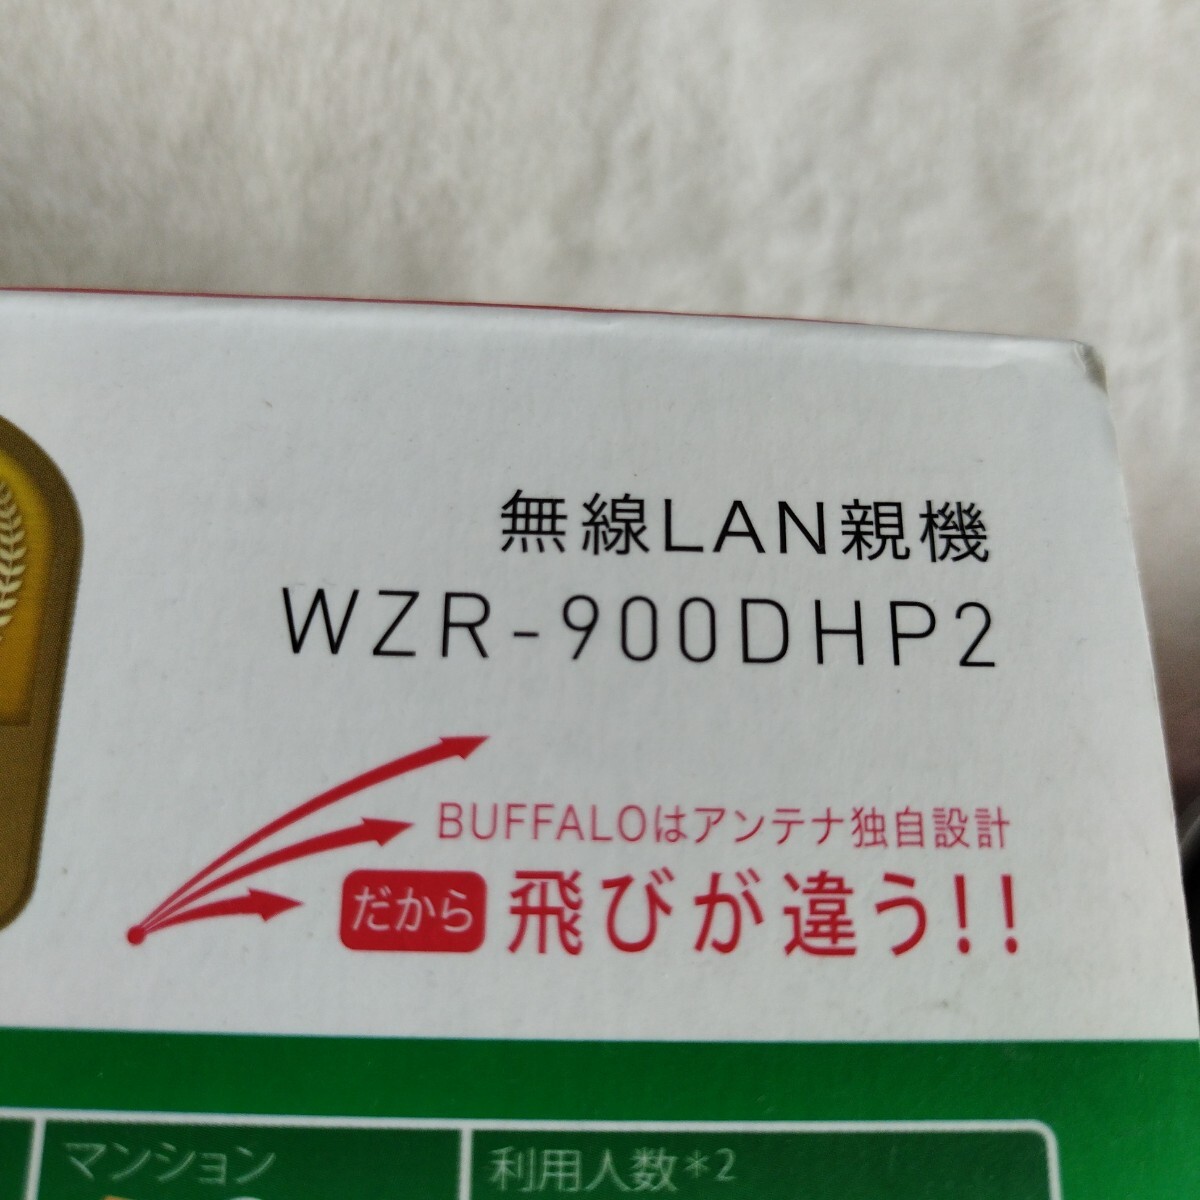 無線LAN親機
WZR-900DHP2
BUFFALOはアンテナ独自設計
だから 飛びが違う!!
マンション
利用人数*2